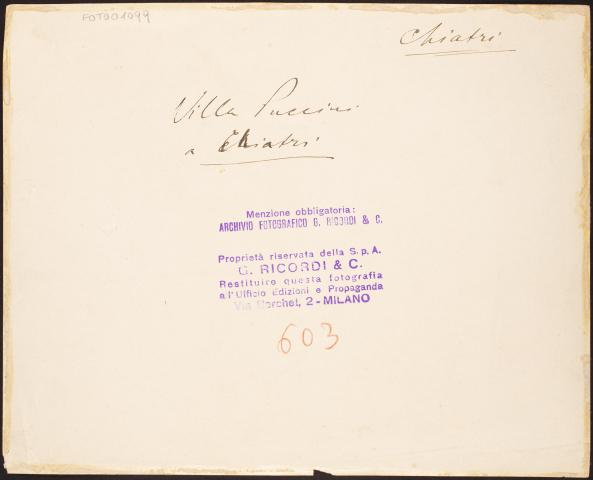 FOTO01099
Chiatri
Villa Puccini
a Chiatri
Menzione obbligatoria:
ARCHIVIO FOTOGRAFICO G. RICORDI & C.
Proprietà riservata della S. p. A.
G. RICORDI & C.
Restituire questa fotografia
all'Ufficio Edizioni e Propaganda
Via Berchet, 2 - MILANO
603